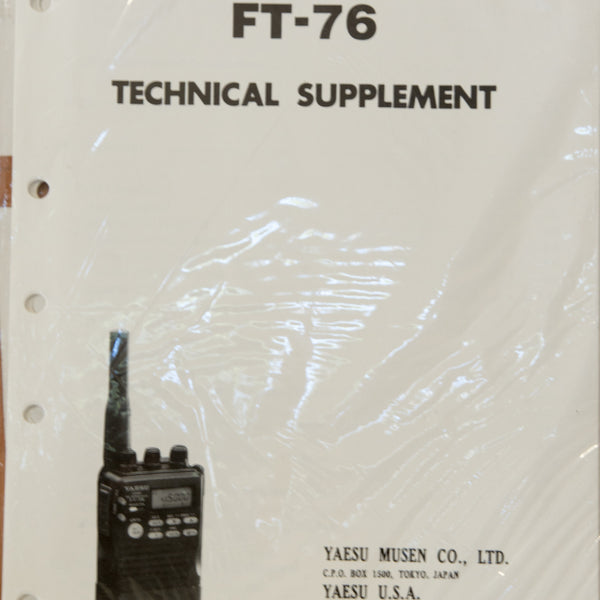 FT-76
TECHNICAL SUPPLEMENT
YAESU
YAESU MUSEN CO., LTD.
C.P.O. BOX 1500, TOKYO, JAPAN
YAESU U.S.A.